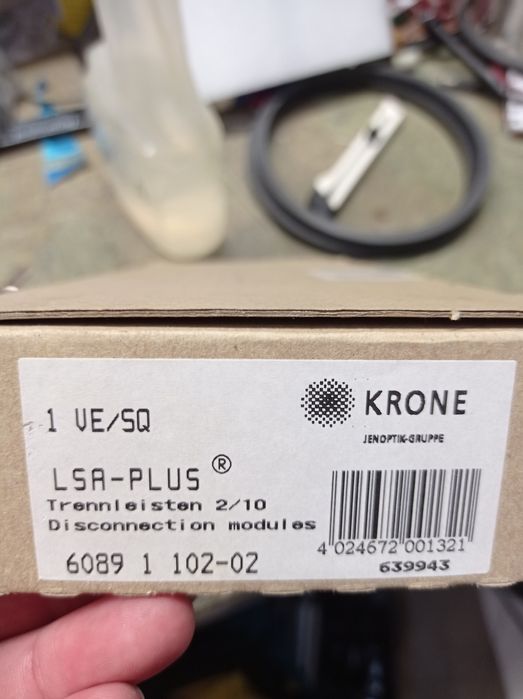 1 VE/SQ
KRONE
JENOPTIK-GRUPPE
LSA-PLUS®
Trennleisten 2/10
Disconnection modules
6089 1 102-02
4 024672 001321
639943